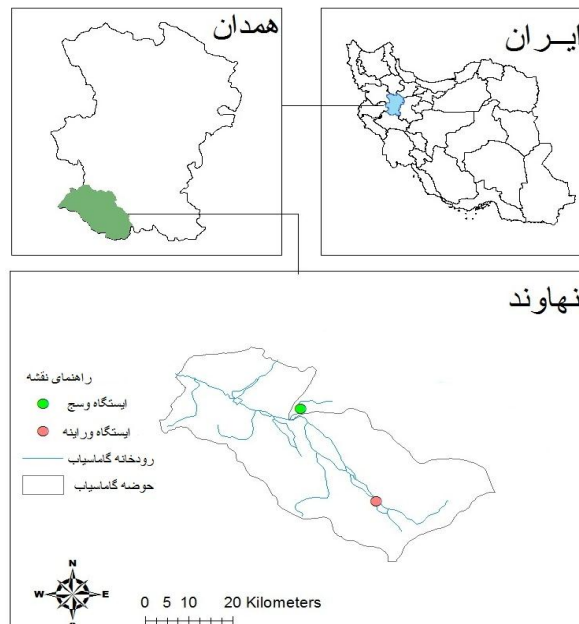 ایـران
همدان
نهاوند
راهنمای نقشه
ایستگاه وسج
ایستگاه وراینه
رودخانه گاماسیاب
حوضه گاماسیاب
N
W E
S
0 5 10 20 Kilometers